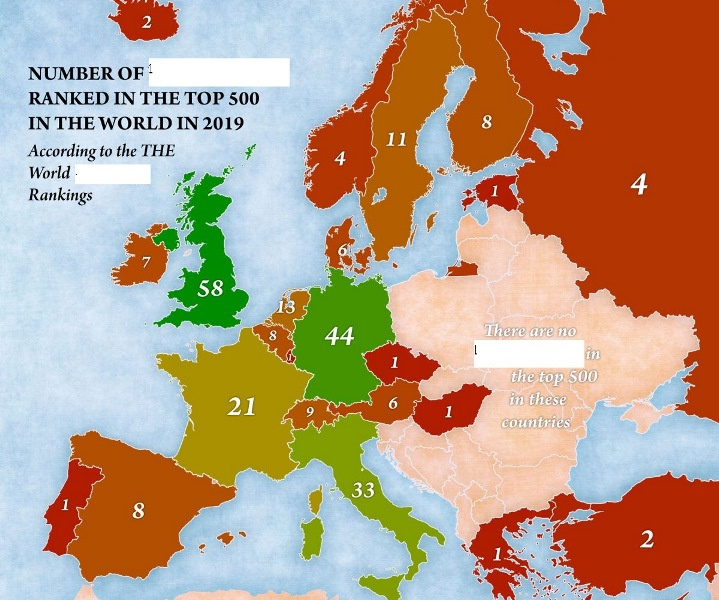 2
NUMBER OF
RANKED IN THE TOP 500
IN THE WORLD IN 2019
According to the THE
World
Rankings
11
8
4
4
1
7
6
58
13
8
44
1
1
21
9
6
1
33
There are no
in
the top 500
in these
countries
1
8
2
1